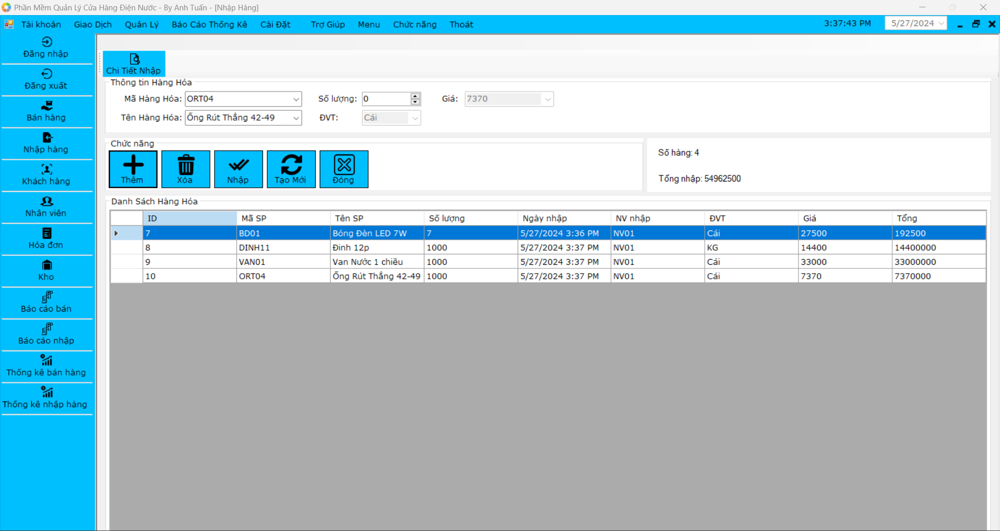 Phần Mềm Quản Lý Cửa Hàng Điện Nước - By Anh Tuấn - [Nhập Hàng]
Tài khoản Giao Dịch Quản Lý Báo Cáo Thống Kê Cài Đặt Trợ Giúp Menu Chức năng Thoát 3:37:43 PM 5/27/2024
Đăng nhập
Đăng xuất
Bán hàng
Nhập hàng
Khách hàng
Nhân viên
Hóa đơn
Kho
Báo cáo bán
Báo cáo nhập
Thống kê bán hàng
Thống kê nhập hàng
Chi Tiết Nhập
Thông tin Hàng Hóa
Mã Hàng Hóa: ORT04 Số lượng: 0 Giá: 7370
Tên Hàng Hóa: Ống Rút Thẳng 42-49 ĐVT: Cái
Chức năng
Thêm Xóa Nhập Tạo Mới Đóng
Số hàng: 4
Tổng nhập: 54962500
Danh Sách Hàng Hóa
ID Mã SP Tên SP Số lượng Ngày nhập NV nhập ĐVT Giá Tổng
7 BD01 Bóng Đèn LED 7W 7 5/27/2024 3:36 PM NV01 Cái 27500 192500
8 DINH11 Đinh 12p 1000 5/27/2024 3:37 PM NV01 KG 14400 14400000
9 VAN01 Van Nước 1 chiều 1000 5/27/2024 3:37 PM NV01 Cái 33000 33000000
10 ORT04 Ống Rút Thẳng 42-49 1000 5/27/2024 3:37 PM NV01 Cái 7370 7370000